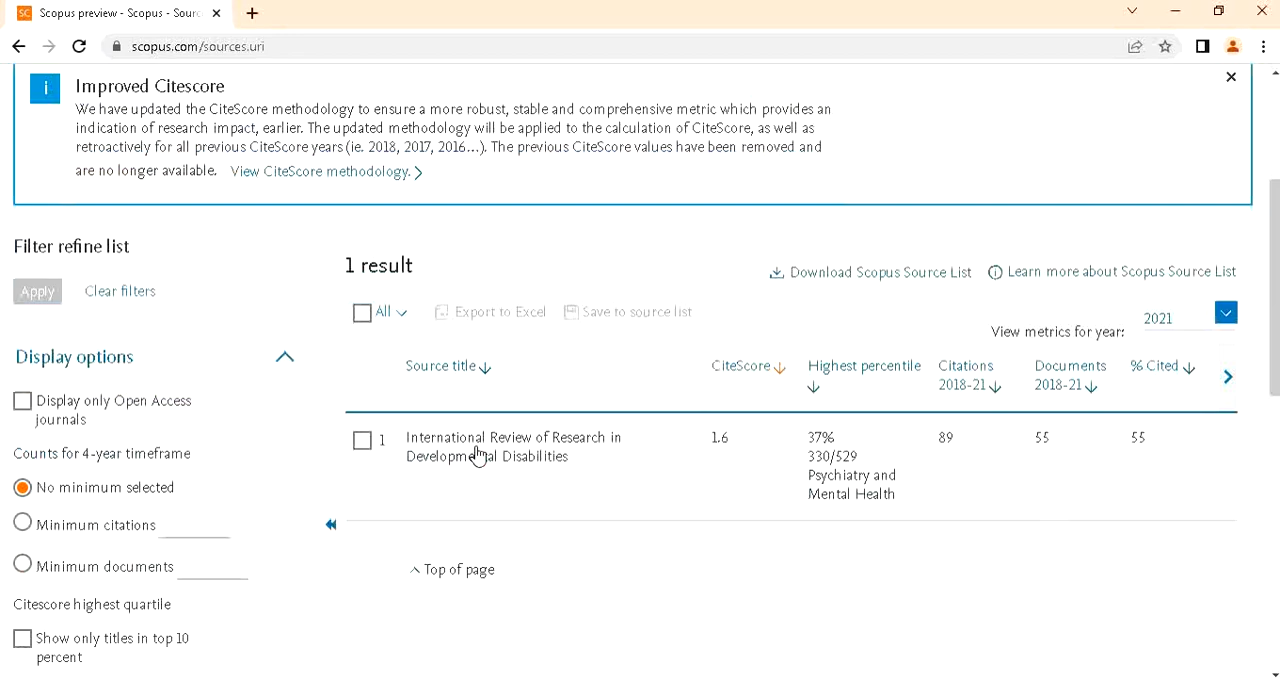 SC Scopus preview - Scopus - Sour
scopus.com/sources.uri
i Improved Citescore
We have updated the CiteScore methodology to ensure a more robust, stable and comprehensive metric which provides an
indication of research impact, earlier. The updated methodology will be applied to the calculation of CiteScore, as well as
retroactively for all previous CiteScore years (ie. 2018, 2017, 2016...). The previous CiteScore values have been removed and
are no longer available. View CiteScore methodology.
Filter refine list
Apply Clear filters
Display options
Display only Open Access
journals
Counts for 4-year timeframe
No minimum selected
Minimum citations
Minimum documents
Citescore highest quartile
Show only titles in top 10
percent
1 result
Download Scopus Source List Learn more about Scopus Source List
All Export to Excel Save to source list
View metrics for year: 2021
Source title CiteScore Highest percentile Citations Documents % Cited
2018-21 2018-21
1 International Review of Research in 1.6 37% 89 55 55
Developmental Disabilities 330/529
Psychiatry and
Mental Health
Top of page